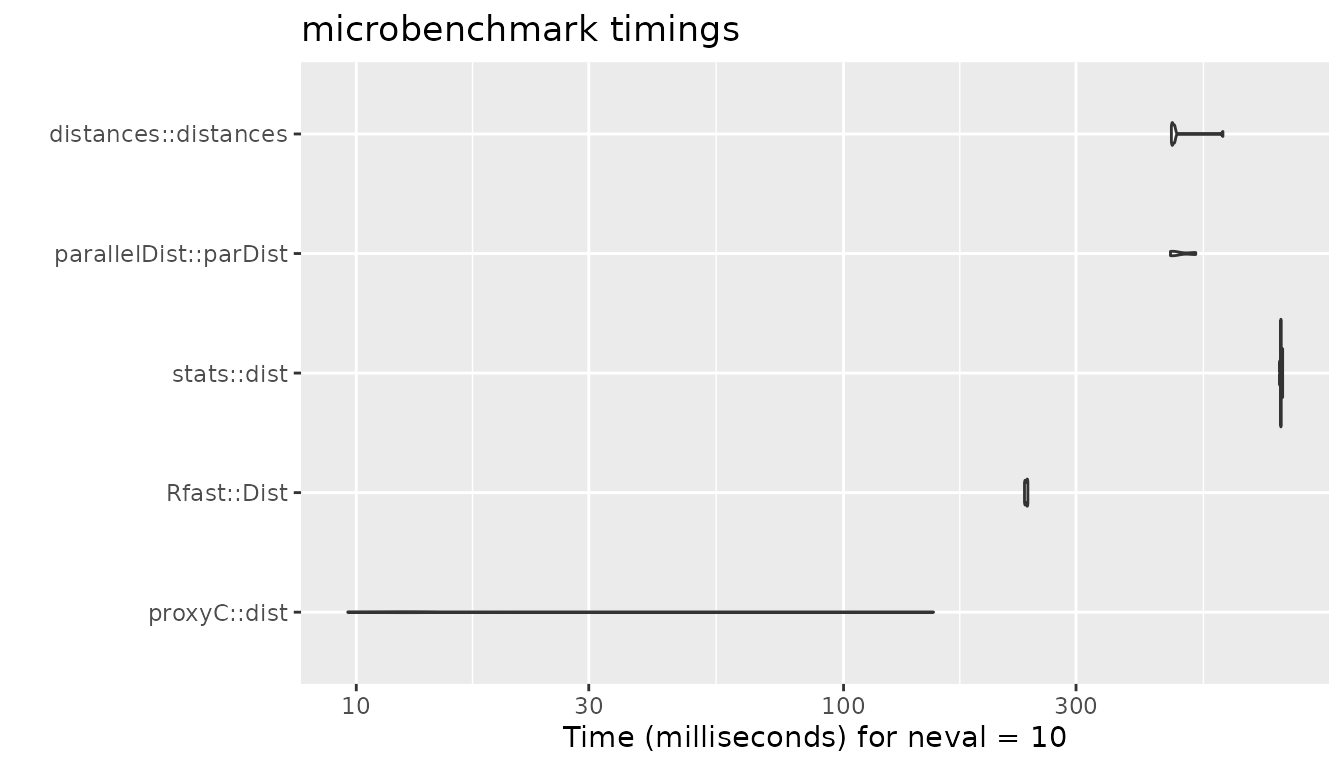 microbenchmark timings
distances::distances
parallelDist::parDist
stats::dist
Rfast::Dist
proxyC::dist
10 30 100 300
Time (milliseconds) for neval = 10